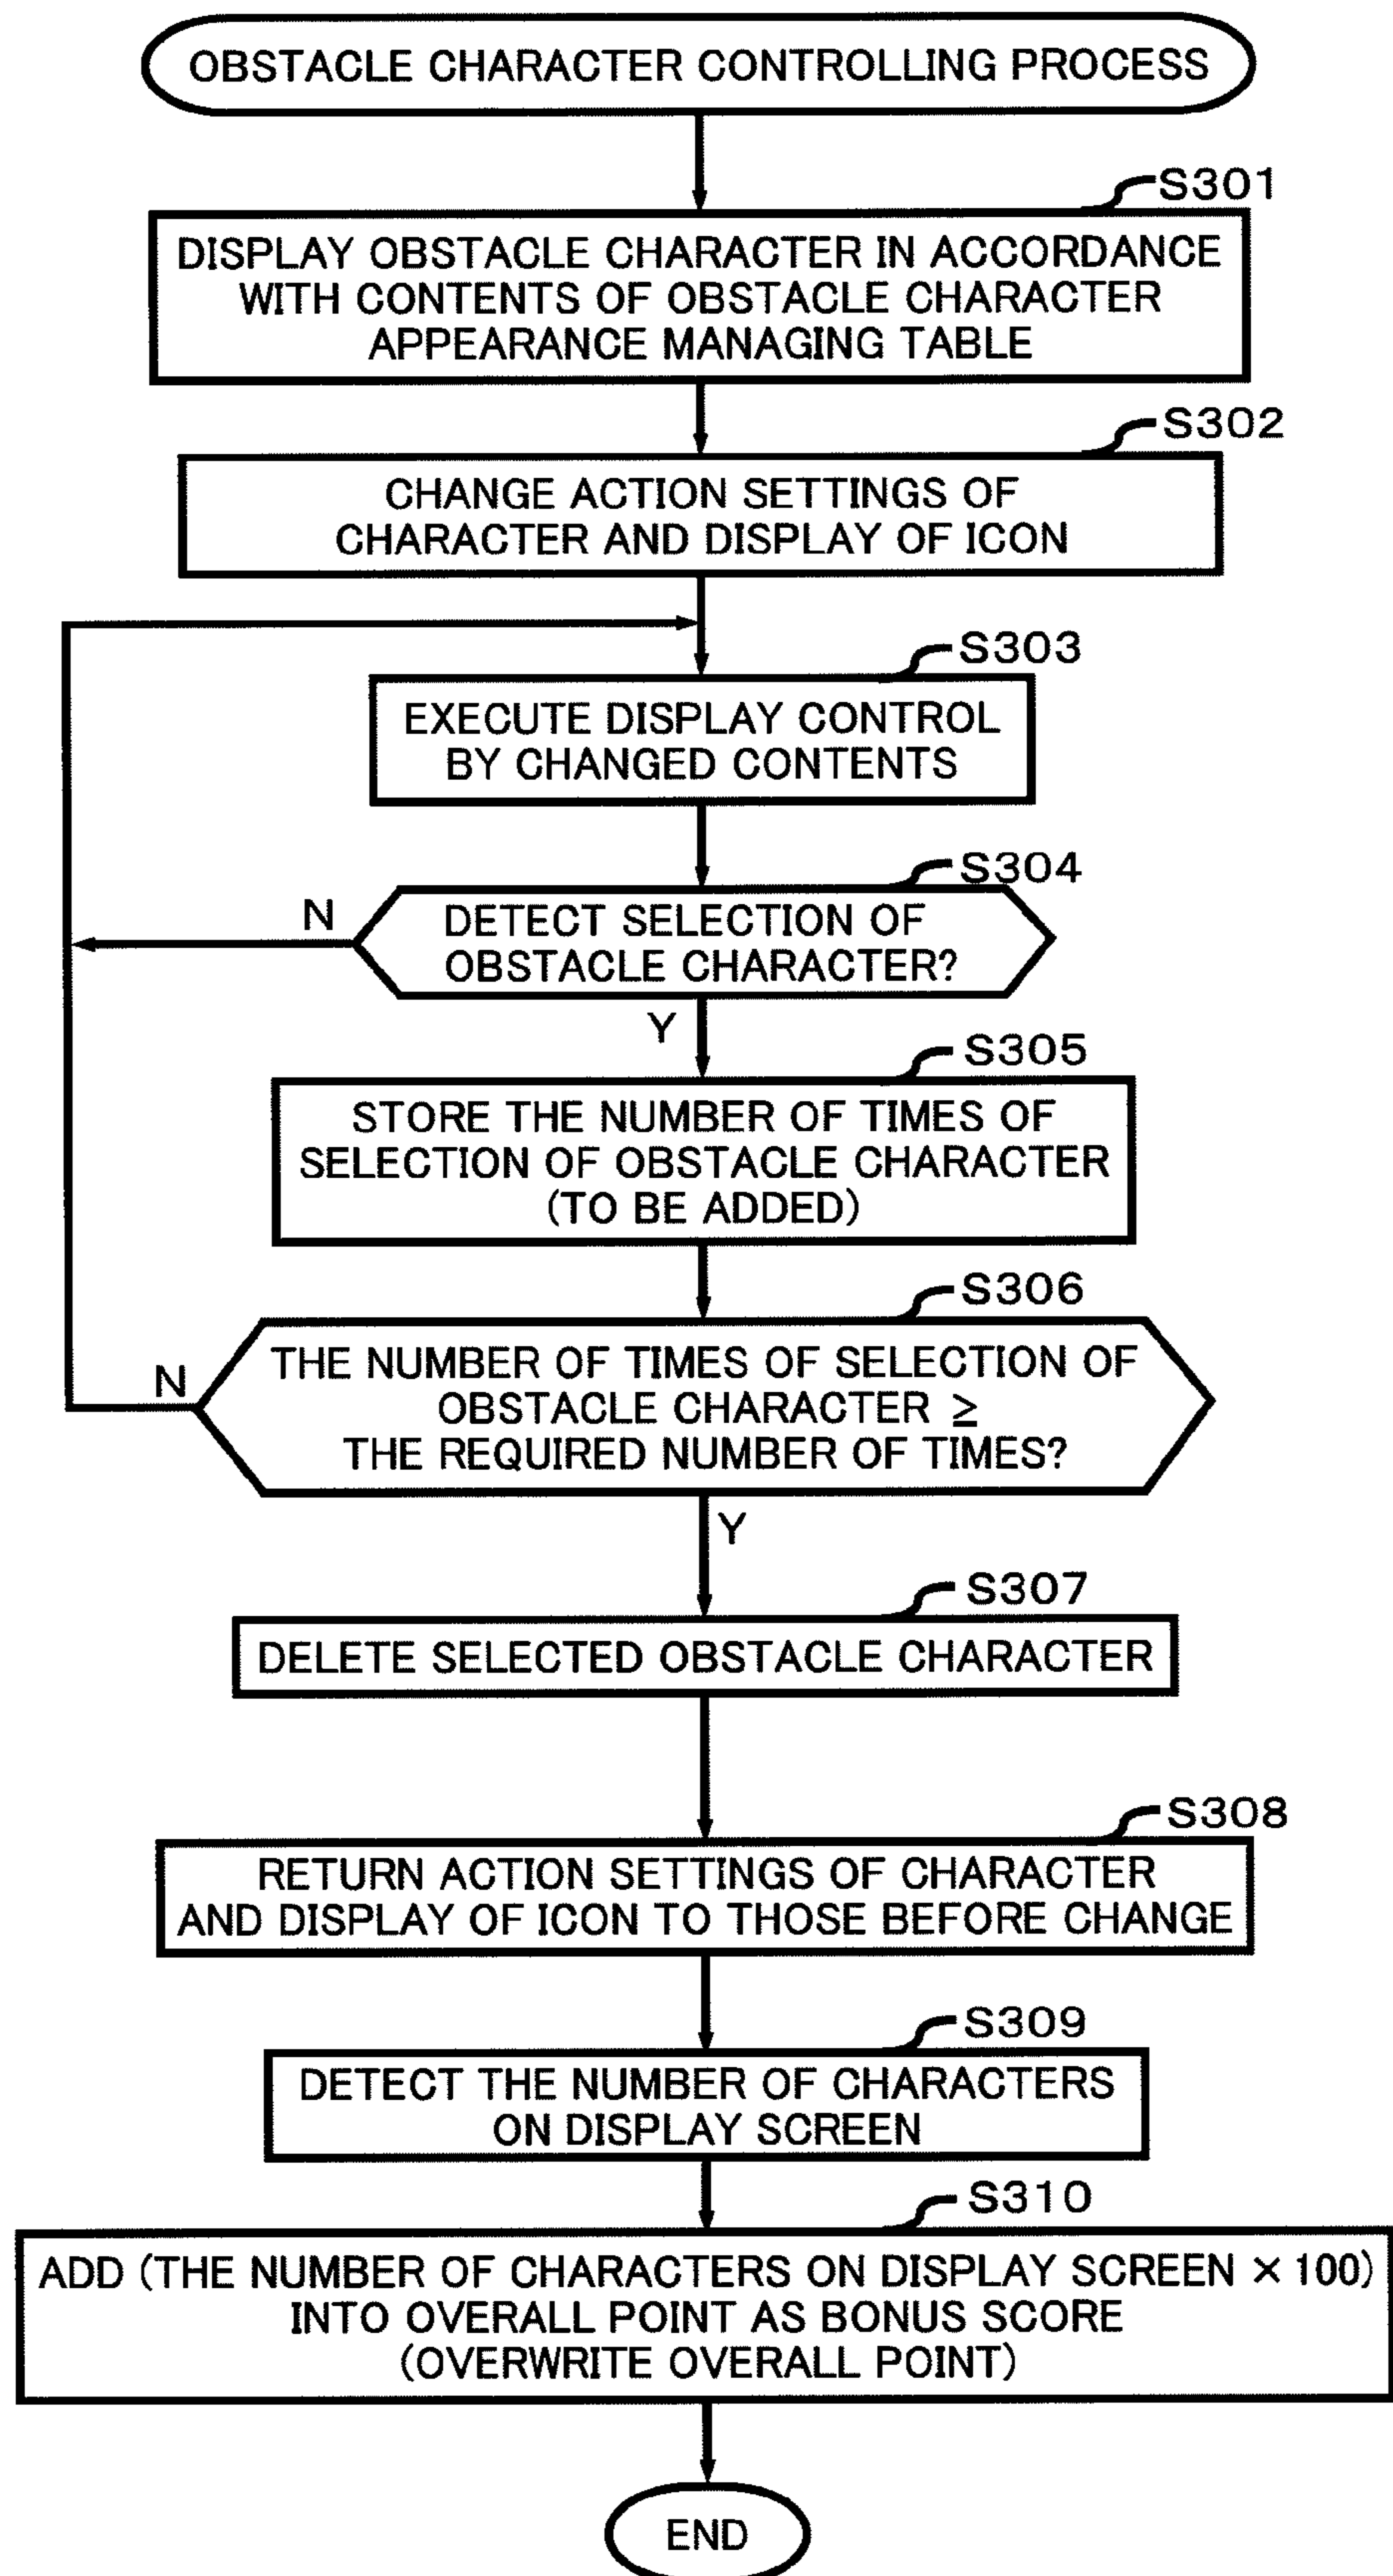 OBSTACLE CHARACTER CONTROLLING PROCESS
S301
DISPLAY OBSTACLE CHARACTER IN ACCORDANCE
WITH CONTENTS OF OBSTACLE CHARACTER
APPEARANCE MANAGING TABLE
S302
CHANGE ACTION SETTINGS OF
CHARACTER AND DISPLAY OF ICON
S303
EXECUTE DISPLAY CONTROL
BY CHANGED CONTENTS
S304
N
DETECT SELECTION OF
OBSTACLE CHARACTER?
Y
S305
STORE THE NUMBER OF TIMES OF
SELECTION OF OBSTACLE CHARACTER
(TO BE ADDED)
S306
N
THE NUMBER OF TIMES OF SELECTION OF
OBSTACLE CHARACTER ≥
THE REQUIRED NUMBER OF TIMES?
Y
S307
DELETE SELECTED OBSTACLE CHARACTER
S308
RETURN ACTION SETTINGS OF CHARACTER
AND DISPLAY OF ICON TO THOSE BEFORE CHANGE
S309
DETECT THE NUMBER OF CHARACTERS
ON DISPLAY SCREEN
S310
ADD (THE NUMBER OF CHARACTERS ON DISPLAY SCREEN × 100)
INTO OVERALL POINT AS BONUS SCORE
(OVERWRITE OVERALL POINT)
END